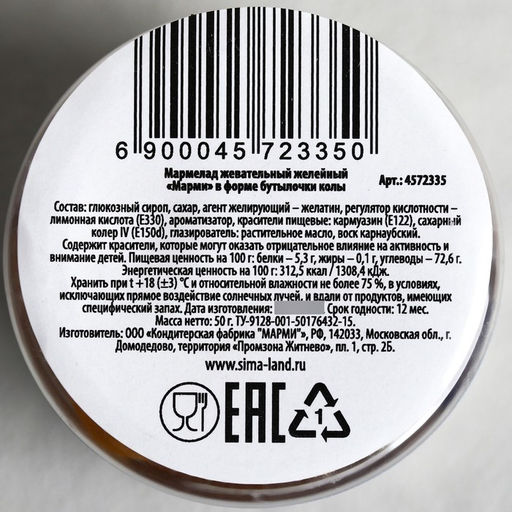 6 900045 723350
Мармелад жевательный желейный
«Марми» в форме бутылочки колы
Арт.: 4572335
Состав: глюкозный сироп, сахар, агент желирующий – желатин, регулятор кислотности –
лимонная кислота (Е330), ароматизатор, красители пищевые: кармуазин (Е122), сахарный
колер IV (E150d), глазирователь: растительное масло, воск карнаубский.
Содержит красители, которые могут оказать отрицательное влияние на активность и
внимание детей. Пищевая ценность на 100 г: белки – 5,3 г, жиры – 0,1 г, углеводы – 72,6 г.
Энергетическая ценность на 100 г: 312,5 ккал / 1308,4 кДж.
Хранить при t +18 (±3) °С и относительной влажности не более 75 %, в условиях,
исключающих прямое воздействие солнечных лучей, и вдали от продуктов, имеющих
специфический запах. Дата изготовления: Срок годности: 12 мес.
Масса нетто: 50 г. ТУ-9128-001-50176432-15.
Изготовитель: ООО «Кондитерская фабрика "МАРМИ"», РФ, 142033, Московская обл., г.
Домодедово, территория «Промзона Житнево», пл. 1, стр. 2Б.
www.sima-land.ru
EAC 1